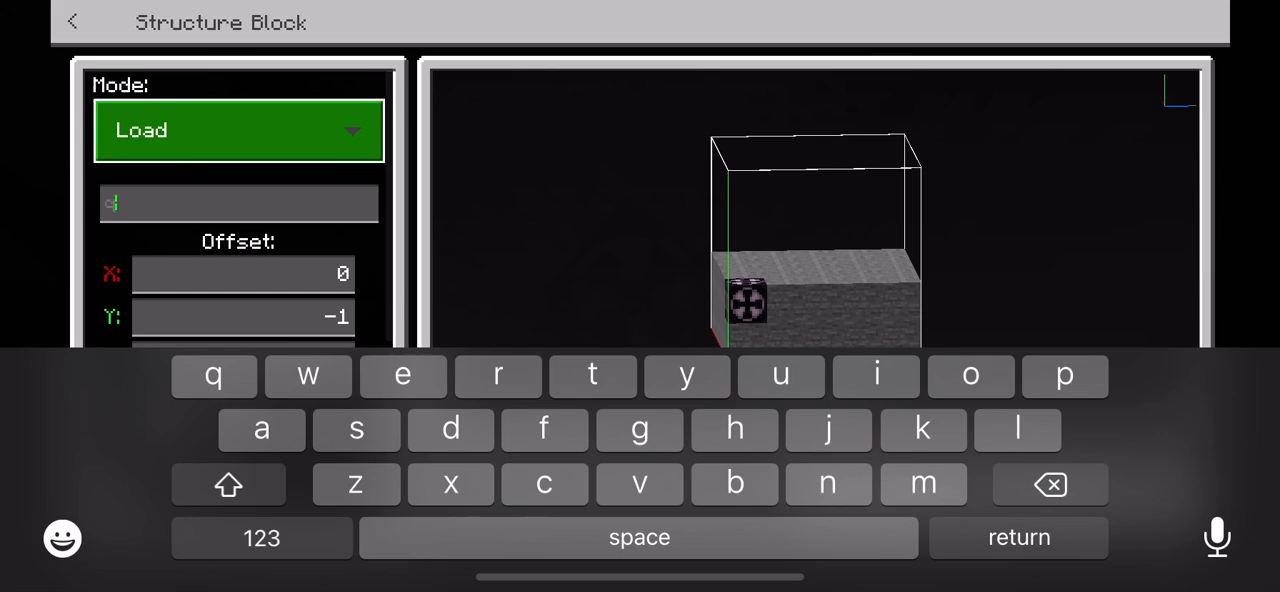 Structure Block
Mode:
Load
Offset:
X: 0
Y: -1
q w e r t y u i o p
a s d f g h j k l
z x c v b n m
123 space return